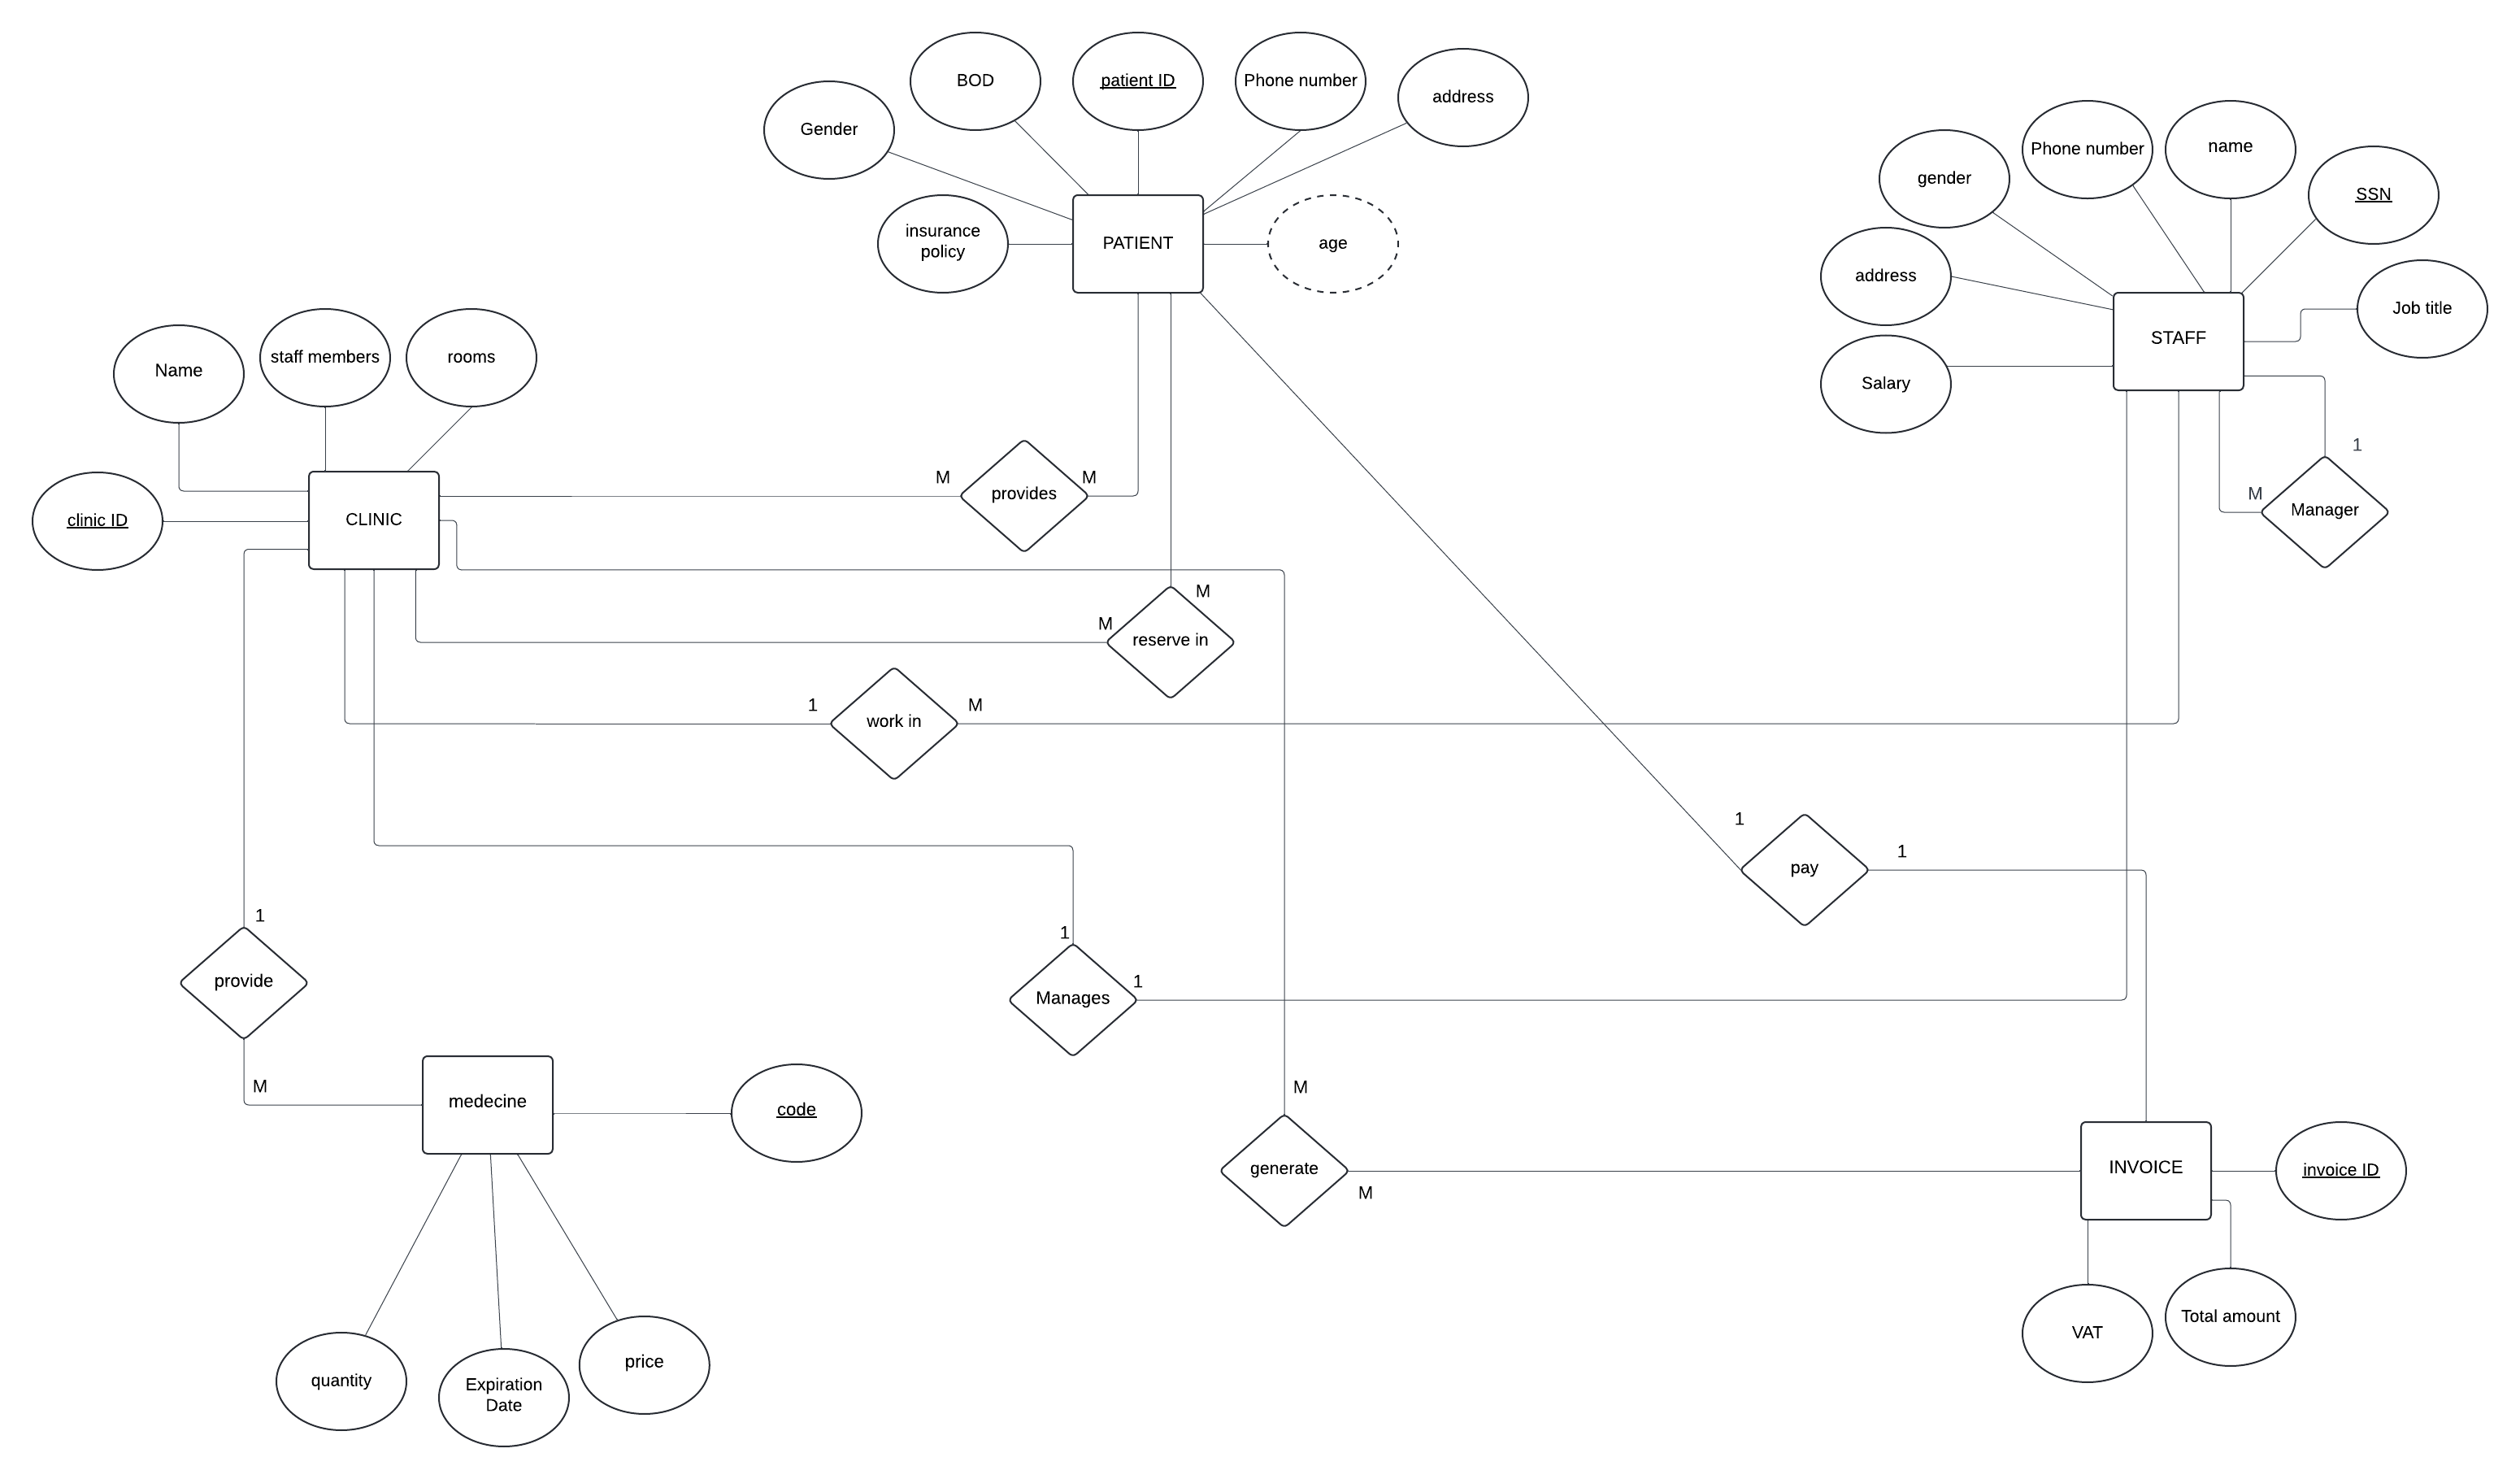 BOD
patient ID
Phone number
address
Gender
insurance
policy
PATIENT
age
gender
Phone number
name
SSN
address
Job title
STAFF
Salary
1
M
Manager
Name
staff members
rooms
clinic ID
CLINIC
M
provides
M
M
M
reserve in
1
work in
M
1
pay
1
1
provide
M
1
Manages
1
medecine
code
quantity
Expiration
Date
price
M
generate
M
INVOICE
invoice ID
VAT
Total amount